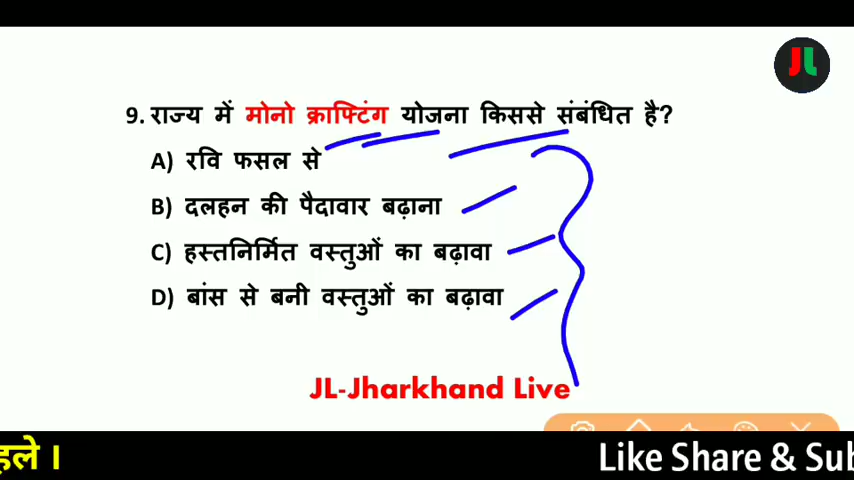 JL
9. राज्य में मोनो क्राफ्टिंग योजना किससे संबंधित है?
A) रवि फसल से
B) दलहन की पैदावार बढ़ाना
C) हस्तनिर्मित वस्तुओं का बढ़ावा
D) बांस से बनी वस्तुओं का बढ़ावा
JL-Jharkhand Live
हले । Like Share & Sub